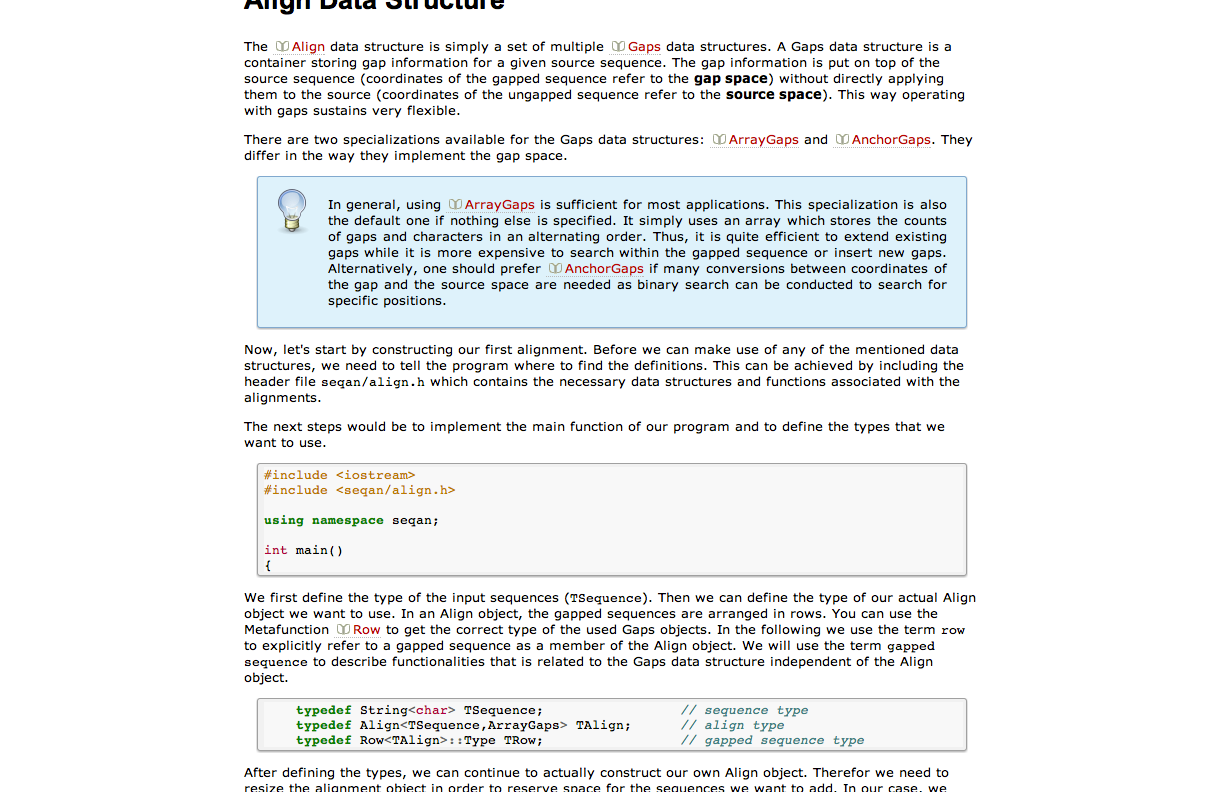 Align Data Structure
The Align data structure is simply a set of multiple Gaps data structures. A Gaps data structure is a
container storing gap information for a given source sequence. The gap information is put on top of the
source sequence (coordinates of the gapped sequence refer to the gap space) without directly applying
them to the source (coordinates of the ungapped sequence refer to the source space). This way operating
with gaps sustains very flexible.
There are two specializations available for the Gaps data structures: ArrayGaps and AnchorGaps. They
differ in the way they implement the gap space.
In general, using ArrayGaps is sufficient for most applications. This specialization is also
the default one if nothing else is specified. It simply uses an array which stores the counts
of gaps and characters in an alternating order. Thus, it is quite efficient to extend existing
gaps while it is more expensive to search within the gapped sequence or insert new gaps.
Alternatively, one should prefer AnchorGaps if many conversions between coordinates of
the gap and the source space are needed as binary search can be conducted to search for
specific positions.
Now, let's start by constructing our first alignment. Before we can make use of any of the mentioned data
structures, we need to tell the program where to find the definitions. This can be achieved by including the
header file seqan/align.h which contains the necessary data structures and functions associated with the
alignments.
The next steps would be to implement the main function of our program and to define the types that we
want to use.
#include <iostream>
#include <seqan/align.h>
using namespace seqan;
int main()
{
We first define the type of the input sequences (TSequence). Then we can define the type of our actual Align
object we want to use. In an Align object, the gapped sequences are arranged in rows. You can use the
Metafunction Row to get the correct type of the used Gaps objects. In the following we use the term row
to explicitly refer to a gapped sequence as a member of the Align object. We will use the term gapped
sequence to describe functionalities that is related to the Gaps data structure independent of the Align
object.
typedef String<char> TSequence; // sequence type
typedef Align<TSequence,ArrayGaps> TAlign; // align type
typedef Row<TAlign>::Type TRow; // gapped sequence type
After defining the types, we can continue to actually construct our own Align object. Therefor we need to
resize the alignment object in order to reserve space for the sequences we want to add. In our case, we